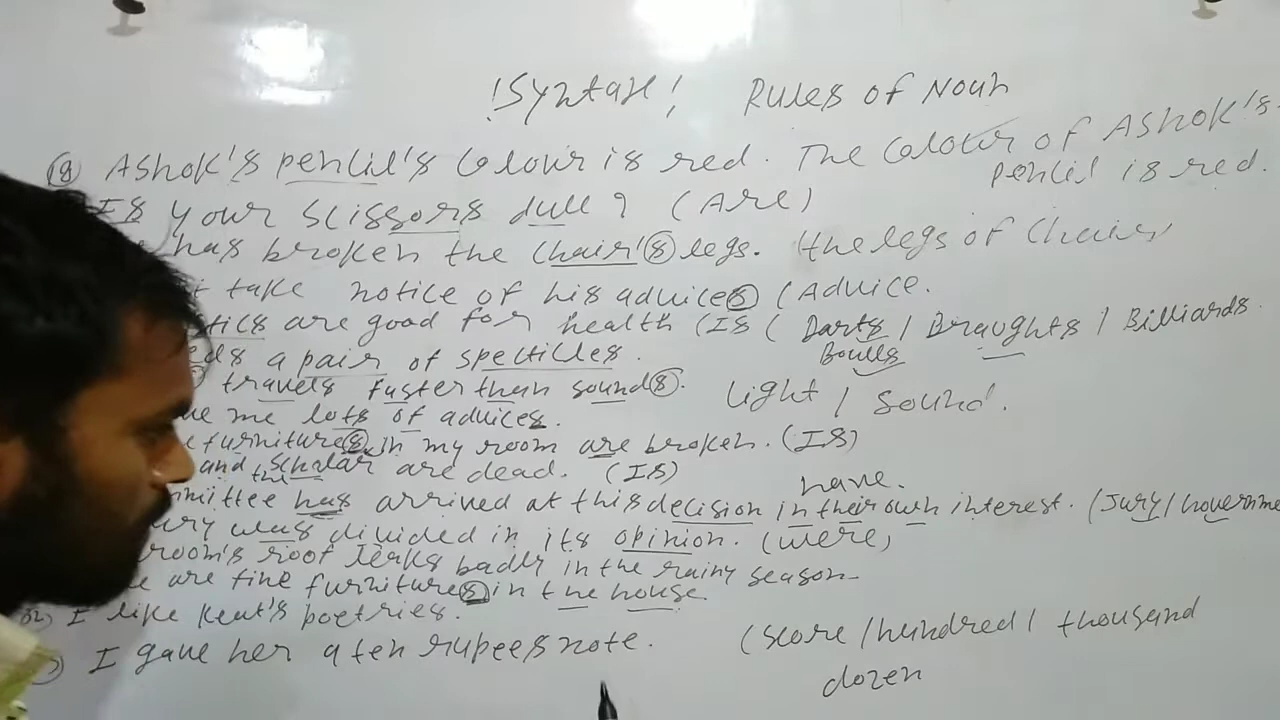 !Syntax! Rules of Noun
(18) Ashok's pencil's Colour is red. The Colour of Ashok's pencil is red.
Is your scissors dull? (Are)
has broken the Chair's legs. the legs of Chair
take notice of his advices (Advice.
are good for health (Is ( Darts / Draughts / Billiards.
Bowls
a pair of specticles.
travels faster than sounds. light / sound.
me lots of advices.
furnitures in my room are broken. (Is)
and the scholar are dead. (Is)
has arrived at this decision in their own interest. have. (Jury /
was divided in its opinion. (were)
room's roof leaks badly in the rainy season-
are fine furnitures in the house.
I like Keat's poetries.
I gave her a ten rupees note. (score / hundred / thousand
dozen